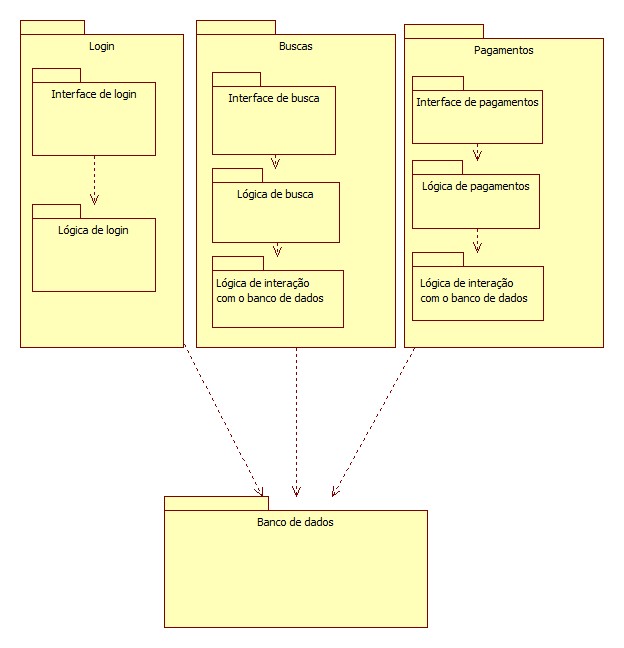 Login
Interface de login
Lógica de login
Buscas
Interface de busca
Lógica de busca
Lógica de interação
com o banco de dados
Pagamentos
Interface de pagamentos
Lógica de pagamentos
Lógica de interação
com o banco de dados
Banco de dados